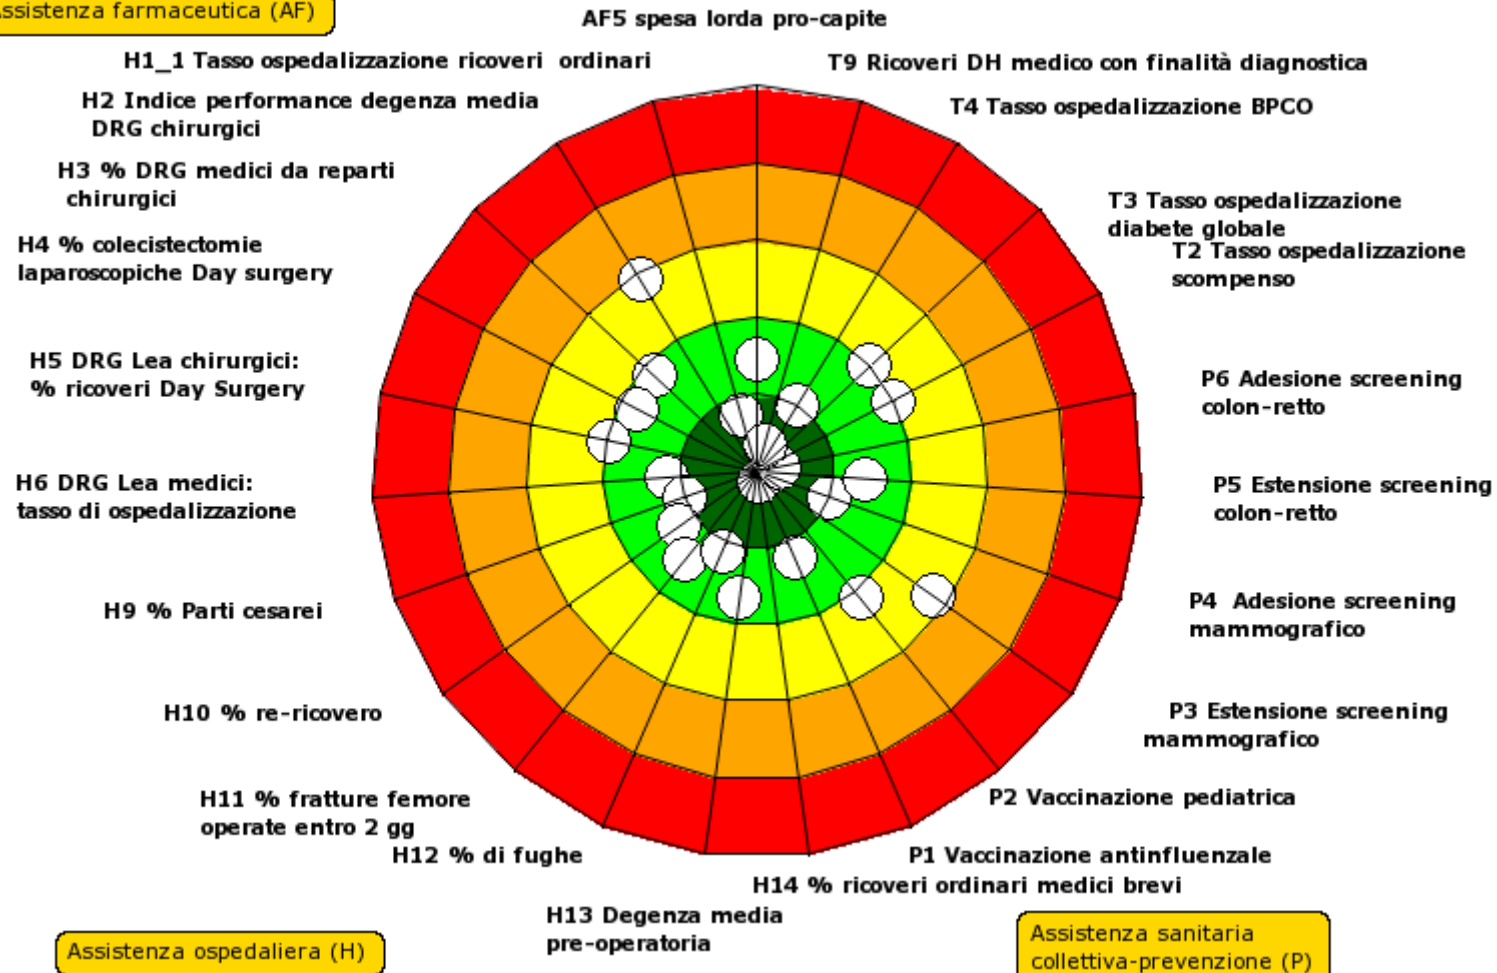 Assistenza farmaceutica (AF)
AF5 spesa lorda pro-capite
H1_1 Tasso ospedalizzazione ricoveri ordinari
T9 Ricoveri DH medico con finalità diagnostica
H2 Indice performance degenza media
DRG chirurgici
T4 Tasso ospedalizzazione BPCO
H3 % DRG medici da reparti
chirurgici
T3 Tasso ospedalizzazione
diabete globale
H4 % colecistectomie
laparoscopiche Day surgery
T2 Tasso ospedalizzazione
scompenso
H5 DRG Lea chirurgici:
% ricoveri Day Surgery
P6 Adesione screening
colon-retto
H6 DRG Lea medici:
tasso di ospedalizzazione
P5 Estensione screening
colon-retto
H9 % Parti cesarei
P4 Adesione screening
mammografico
H10 % re-ricovero
P3 Estensione screening
mammografico
H11 % fratture femore
operate entro 2 gg
P2 Vaccinazione pediatrica
H12 % di fughe
P1 Vaccinazione antinfluenzale
H14 % ricoveri ordinari medici brevi
H13 Degenza media
pre-operatoria
Assistenza ospedaliera (H)
Assistenza sanitaria
collettiva-prevenzione (P)